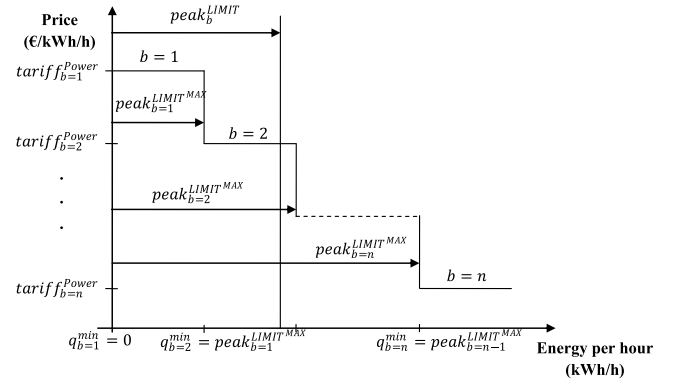 Price
(€/kWh/h)
peak_b^LIMIT
b = 1
tariff_{b=1}^{Power}
peak_{b=1}^{LIMIT^{MAX}}
b = 2
tariff_{b=2}^{Power}
.
.
.
peak_{b=2}^{LIMIT^{MAX}}
peak_{b=n}^{LIMIT^{MAX}}
b = n
tariff_{b=n}^{Power}
q_{b=1}^{min} = 0
q_{b=2}^{min} = peak_{b=1}^{LIMIT^{MAX}}
q_{b=n}^{min} = peak_{b=n-1}^{LIMIT^{MAX}}
Energy per hour
(kWh/h)